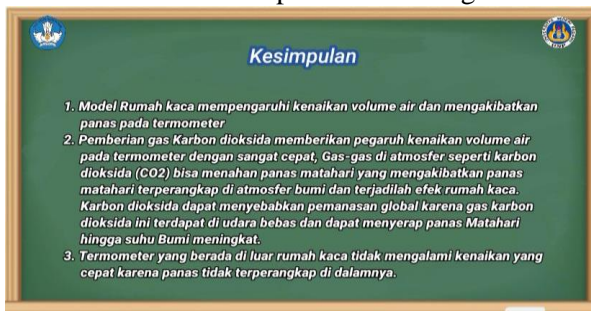 Kesimpulan
1. Model Rumah kaca mempengaruhi kenaikan volume air dan mengakibatkan
panas pada termometer
2. Pemberian gas Karbon dioksida memberikan pegaruh kenaikan volume air
pada termometer dengan sangat cepat, Gas-gas di atmosfer seperti karbon
dioksida (CO2) bisa menahan panas matahari yang mengakibatkan panas
matahari terperangkap di atmosfer bumi dan terjadilah efek rumah kaca.
Karbon dioksida dapat menyebabkan pemanasan global karena gas karbon
dioksida ini terdapat di udara bebas dan dapat menyerap panas Matahari
hingga suhu Bumi meningkat.
3. Termometer yang berada di luar rumah kaca tidak mengalami kenaikan yang
cepat karena panas tidak terperangkap di dalamnya.